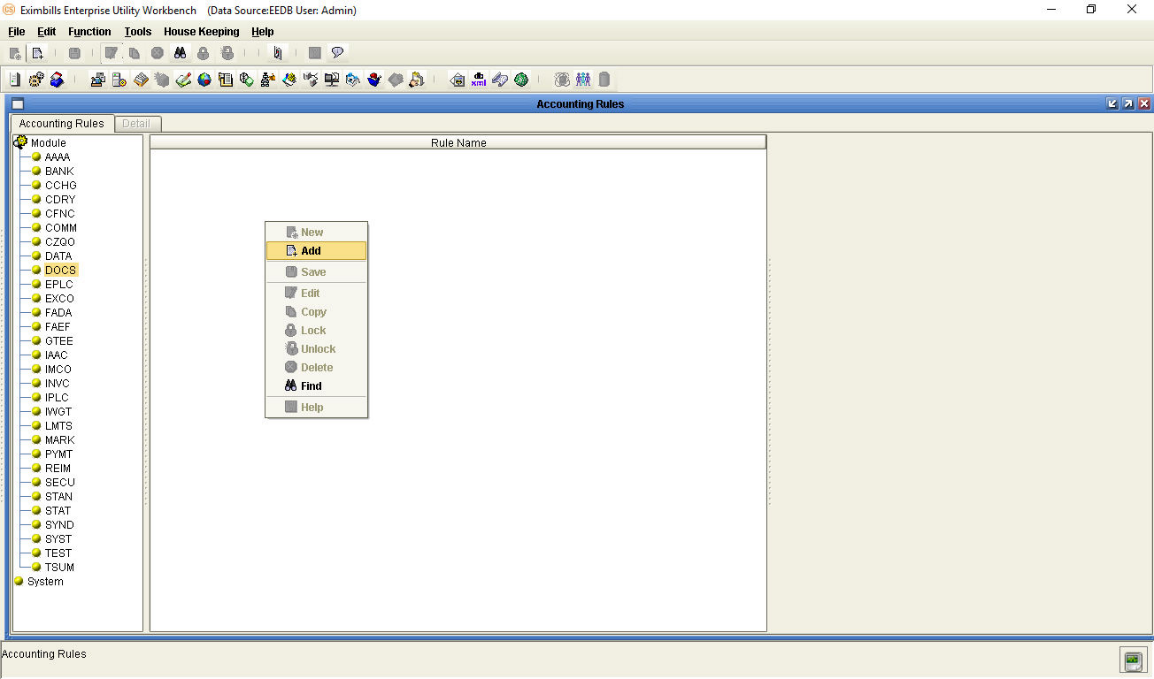 Eximbills Enterprise Utility Workbench (Data Source:EEDB User: Admin)
File Edit Function Tools House Keeping Help
Accounting Rules
Accounting Rules Detail
Module
AAAA
BANK
CCHG
CDRY
CFNC
COMM
CZQO
DATA
DOCS
EPLC
EXCO
FADA
FAEF
GTEE
IAAC
IMCO
INVC
IPLC
IWGT
LMTS
MARK
PYMT
REIM
SECU
STAN
STAT
SYND
SYST
TEST
TSUM
System
Rule Name
New
Add
Save
Edit
Copy
Lock
Unlock
Delete
Find
Help
Accounting Rules